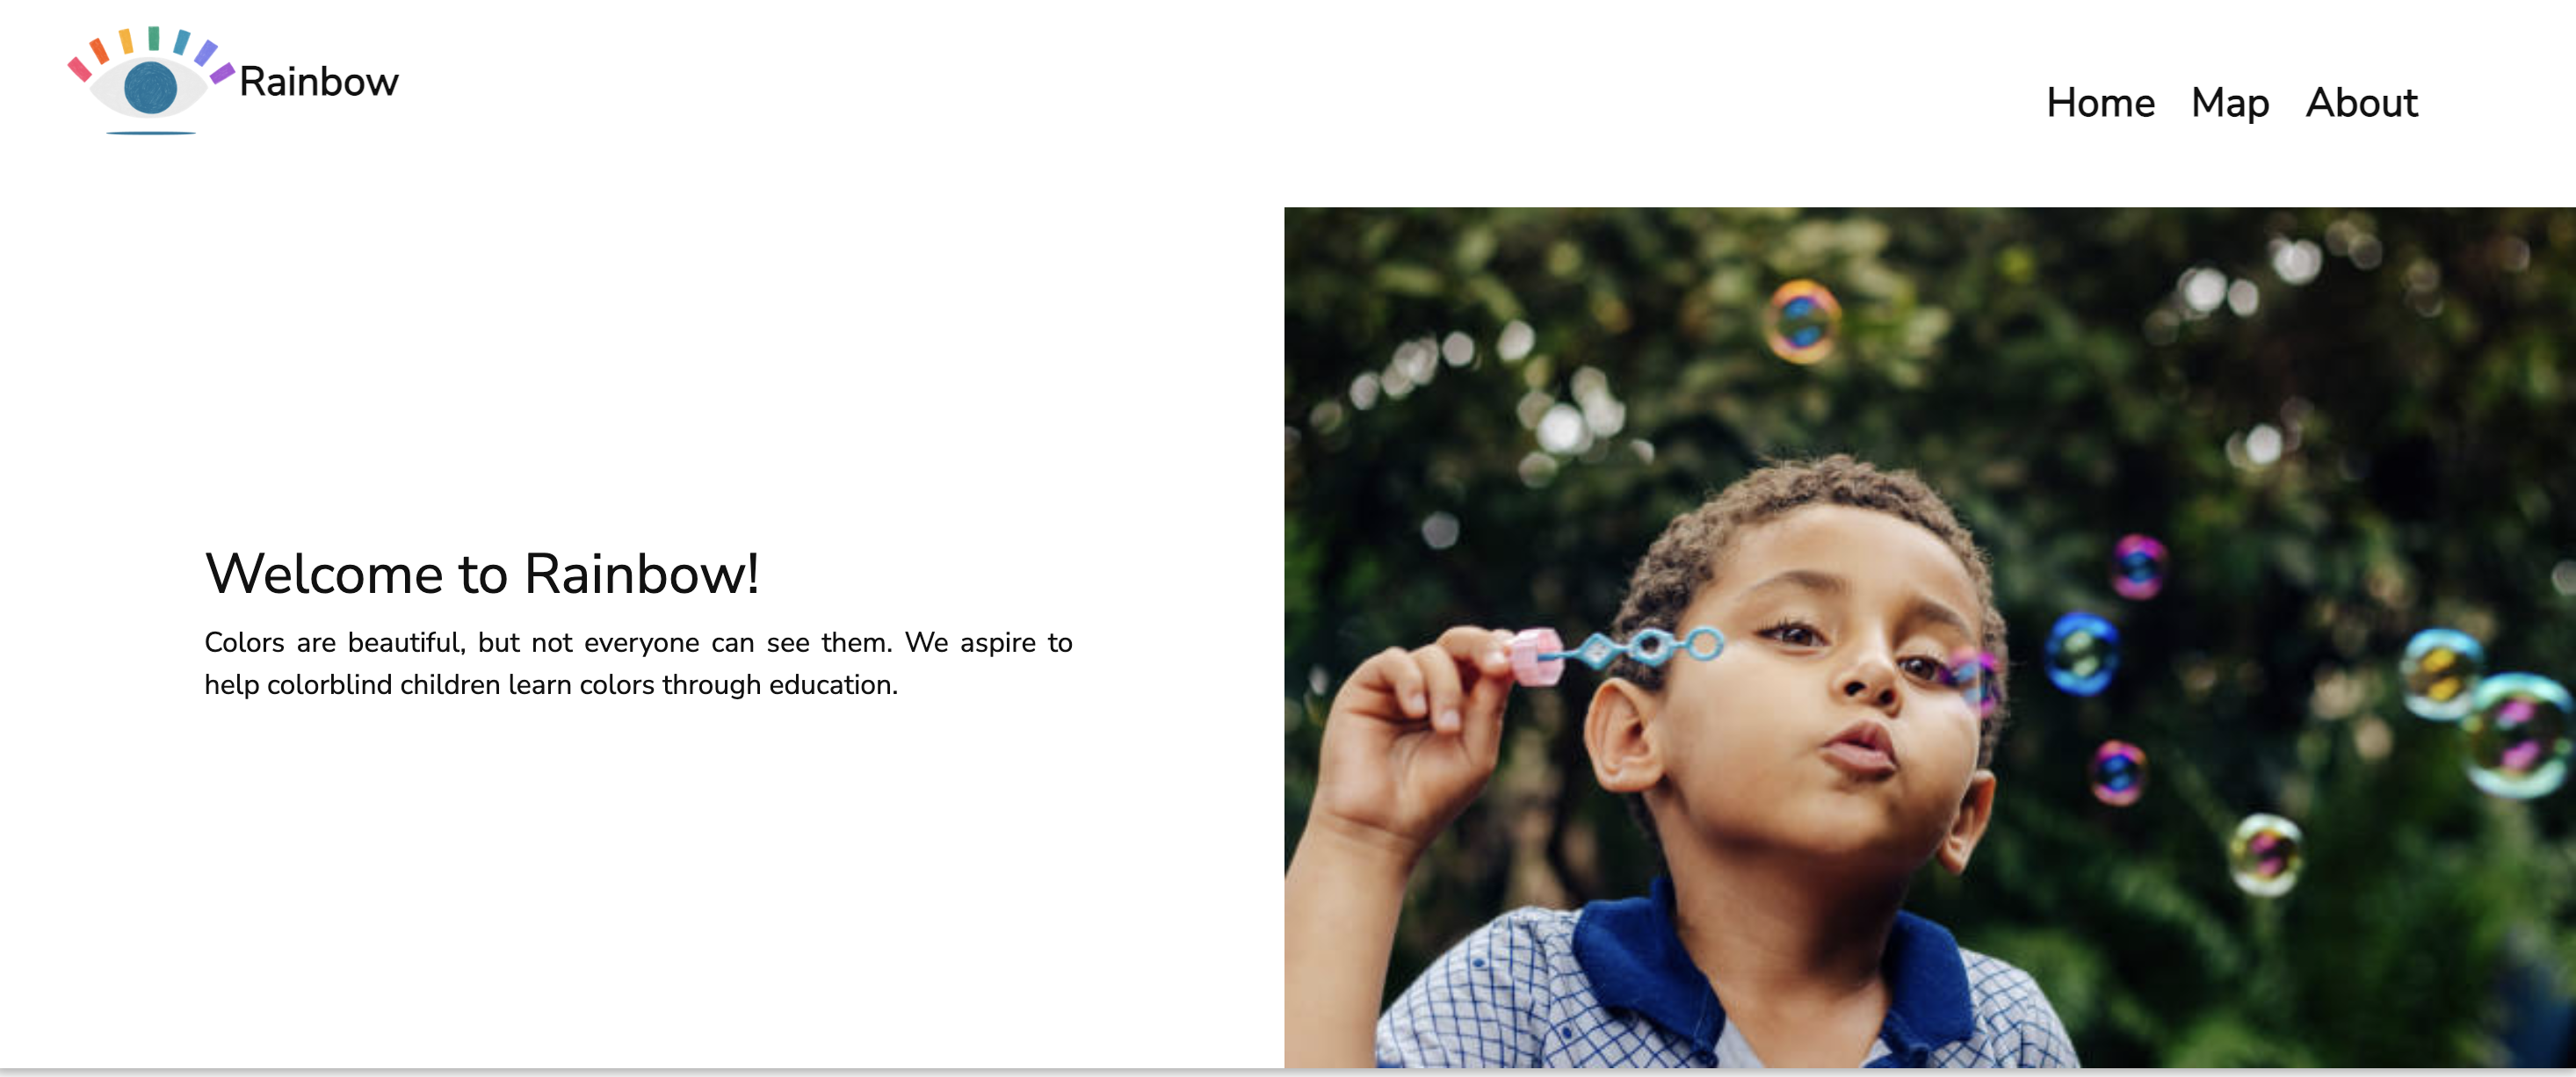 Rainbow
Home Map About
Welcome to Rainbow!
Colors are beautiful, but not everyone can see them. We aspire to
help colorblind children learn colors through education.